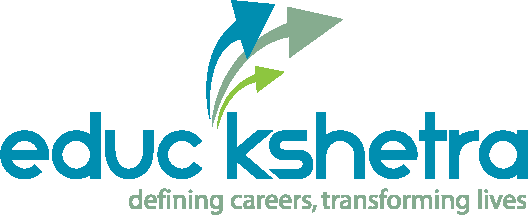 educ kshetra
defining careers, transforming lives